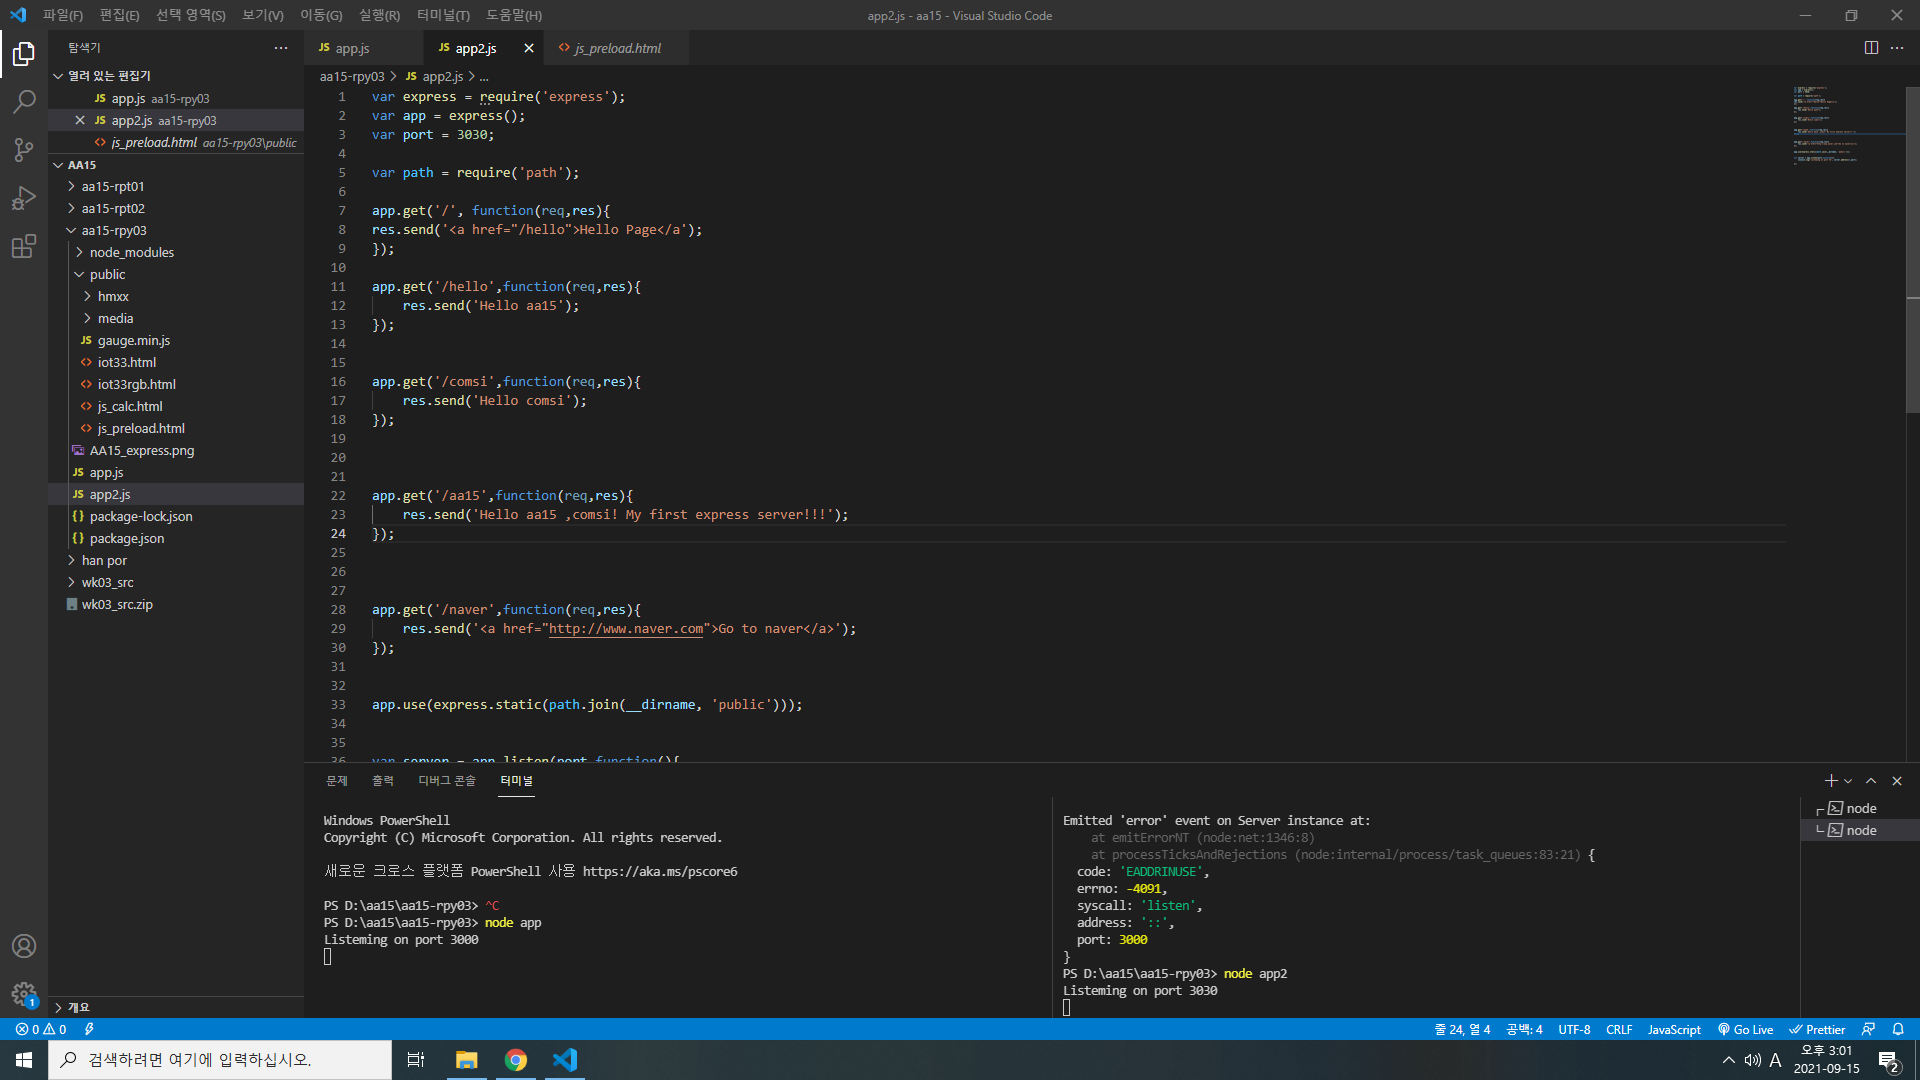 파일(F) 편집(E) 선택 영역(S) 보기(V) 이동(G) 실행(R) 터미널(T) 도움말(H)
app2.js - aa15 - Visual Studio Code
탐색기
열려 있는 편집기
JS app.js aa15-rpy03
JS app2.js aa15-rpy03
<> js_preload.html aa15-rpy03\public
AA15
aa15-rpt01
aa15-rpt02
aa15-rpy03
node_modules
public
hmxx
media
JS gauge.min.js
<> iot33.html
<> iot33rgb.html
<> js_calc.html
<> js_preload.html
AA15_express.png
JS app.js
JS app2.js
{} package-lock.json
{} package.json
han por
wk03_src
wk03_src.zip
개요
JS app.js
JS app2.js
<> js_preload.html
aa15-rpy03 > JS app2.js > ...
1 var express = require('express');
2 var app = express();
3 var port = 3030;
4
5 var path = require('path');
6
7 app.get('/', function(req,res){
8 res.send('<a href="/hello">Hello Page</a');
9 });
10
11 app.get('/hello',function(req,res){
12 res.send('Hello aa15');
13 });
14
15
16 app.get('/comsi',function(req,res){
17 res.send('Hello comsi');
18 });
19
20
21
22 app.get('/aa15',function(req,res){
23 res.send('Hello aa15 ,comsi! My first express server!!!');
24 });
25
26
27
28 app.get('/naver',function(req,res){
29 res.send('<a href="http://www.naver.com">Go to naver</a>');
30 });
31
32
33 app.use(express.static(path.join(__dirname, 'public')));
34
35
36 var server = app.listen(port,function(){
문제 출력 디버그 콘솔 터미널
Windows PowerShell
Copyright (C) Microsoft Corporation. All rights reserved.
새로운 크로스 플랫폼 PowerShell 사용 https://aka.ms/pscore6
PS D:\aa15\aa15-rpy03> ^C
PS D:\aa15\aa15-rpy03> node app
Listeming on port 3000
Emitted 'error' event on Server instance at:
at emitErrorNT (node:net:1346:8)
at processTicksAndRejections (node:internal/process/task_queues:83:21) {
code: 'EADDRINUSE',
errno: -4091,
syscall: 'listen',
address: '::',
port: 3000
}
PS D:\aa15\aa15-rpy03> node app2
Listeming on port 3030
node
node
1
0 0
줄 24, 열 4 공백: 4 UTF-8 CRLF JavaScript Go Live Prettier
검색하려면 여기에 입력하십시오.
A
오후 3:01
2021-09-15
2